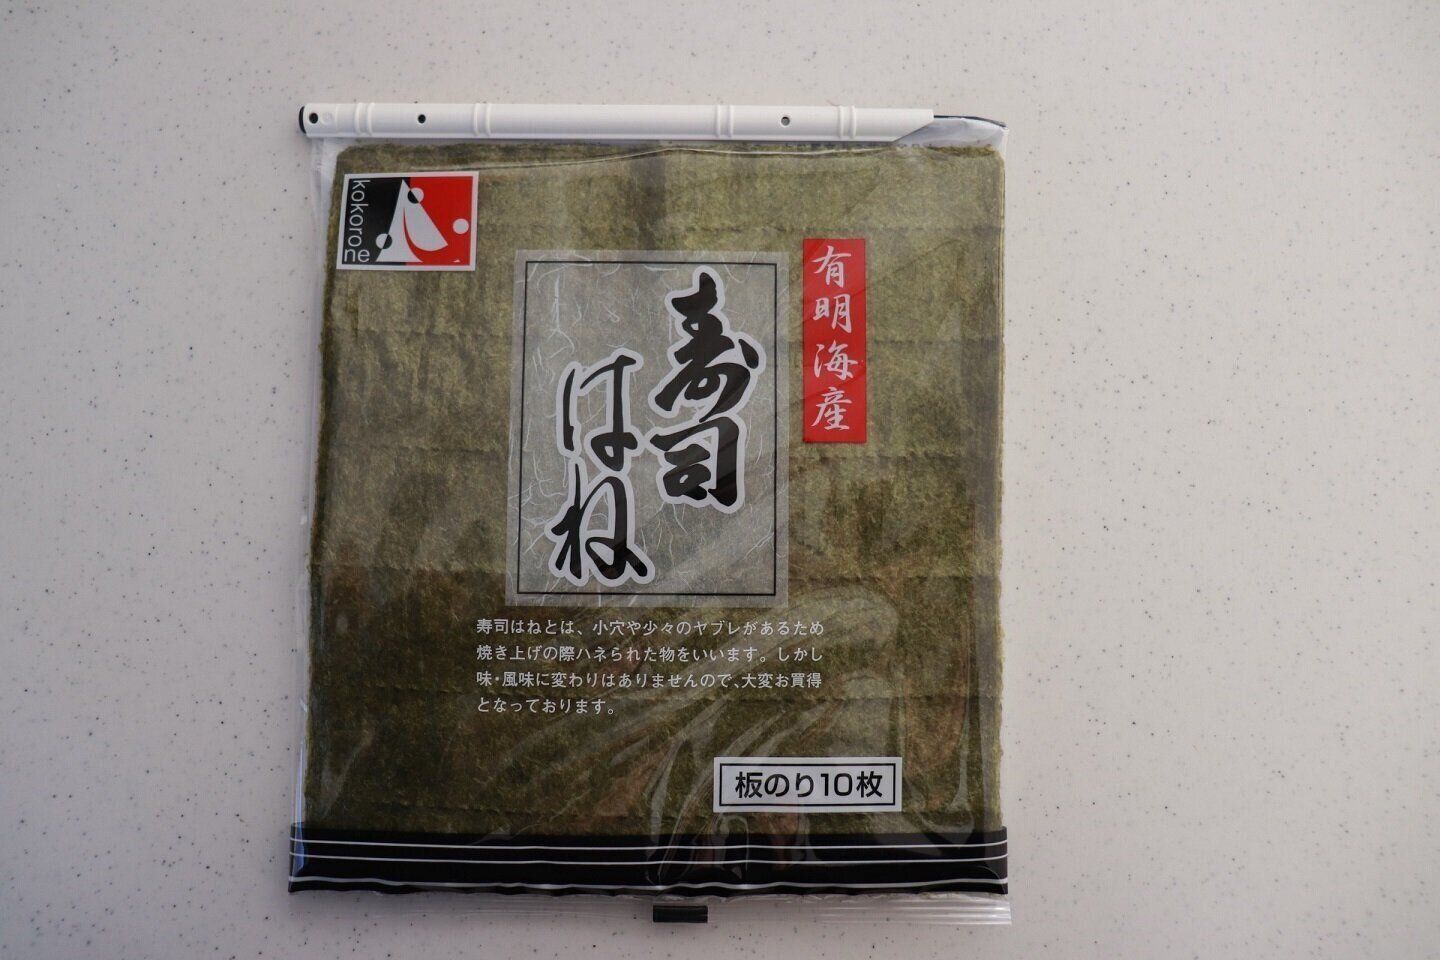 kokorone
有明海産
寿司
はね
寿司はねとは、小穴や少々のヤブレがあるため
焼き上げの際ハネられた物をいいます。しかし
味・風味に変わりはありませんので、大変お買得
となっております。
板のり10枚